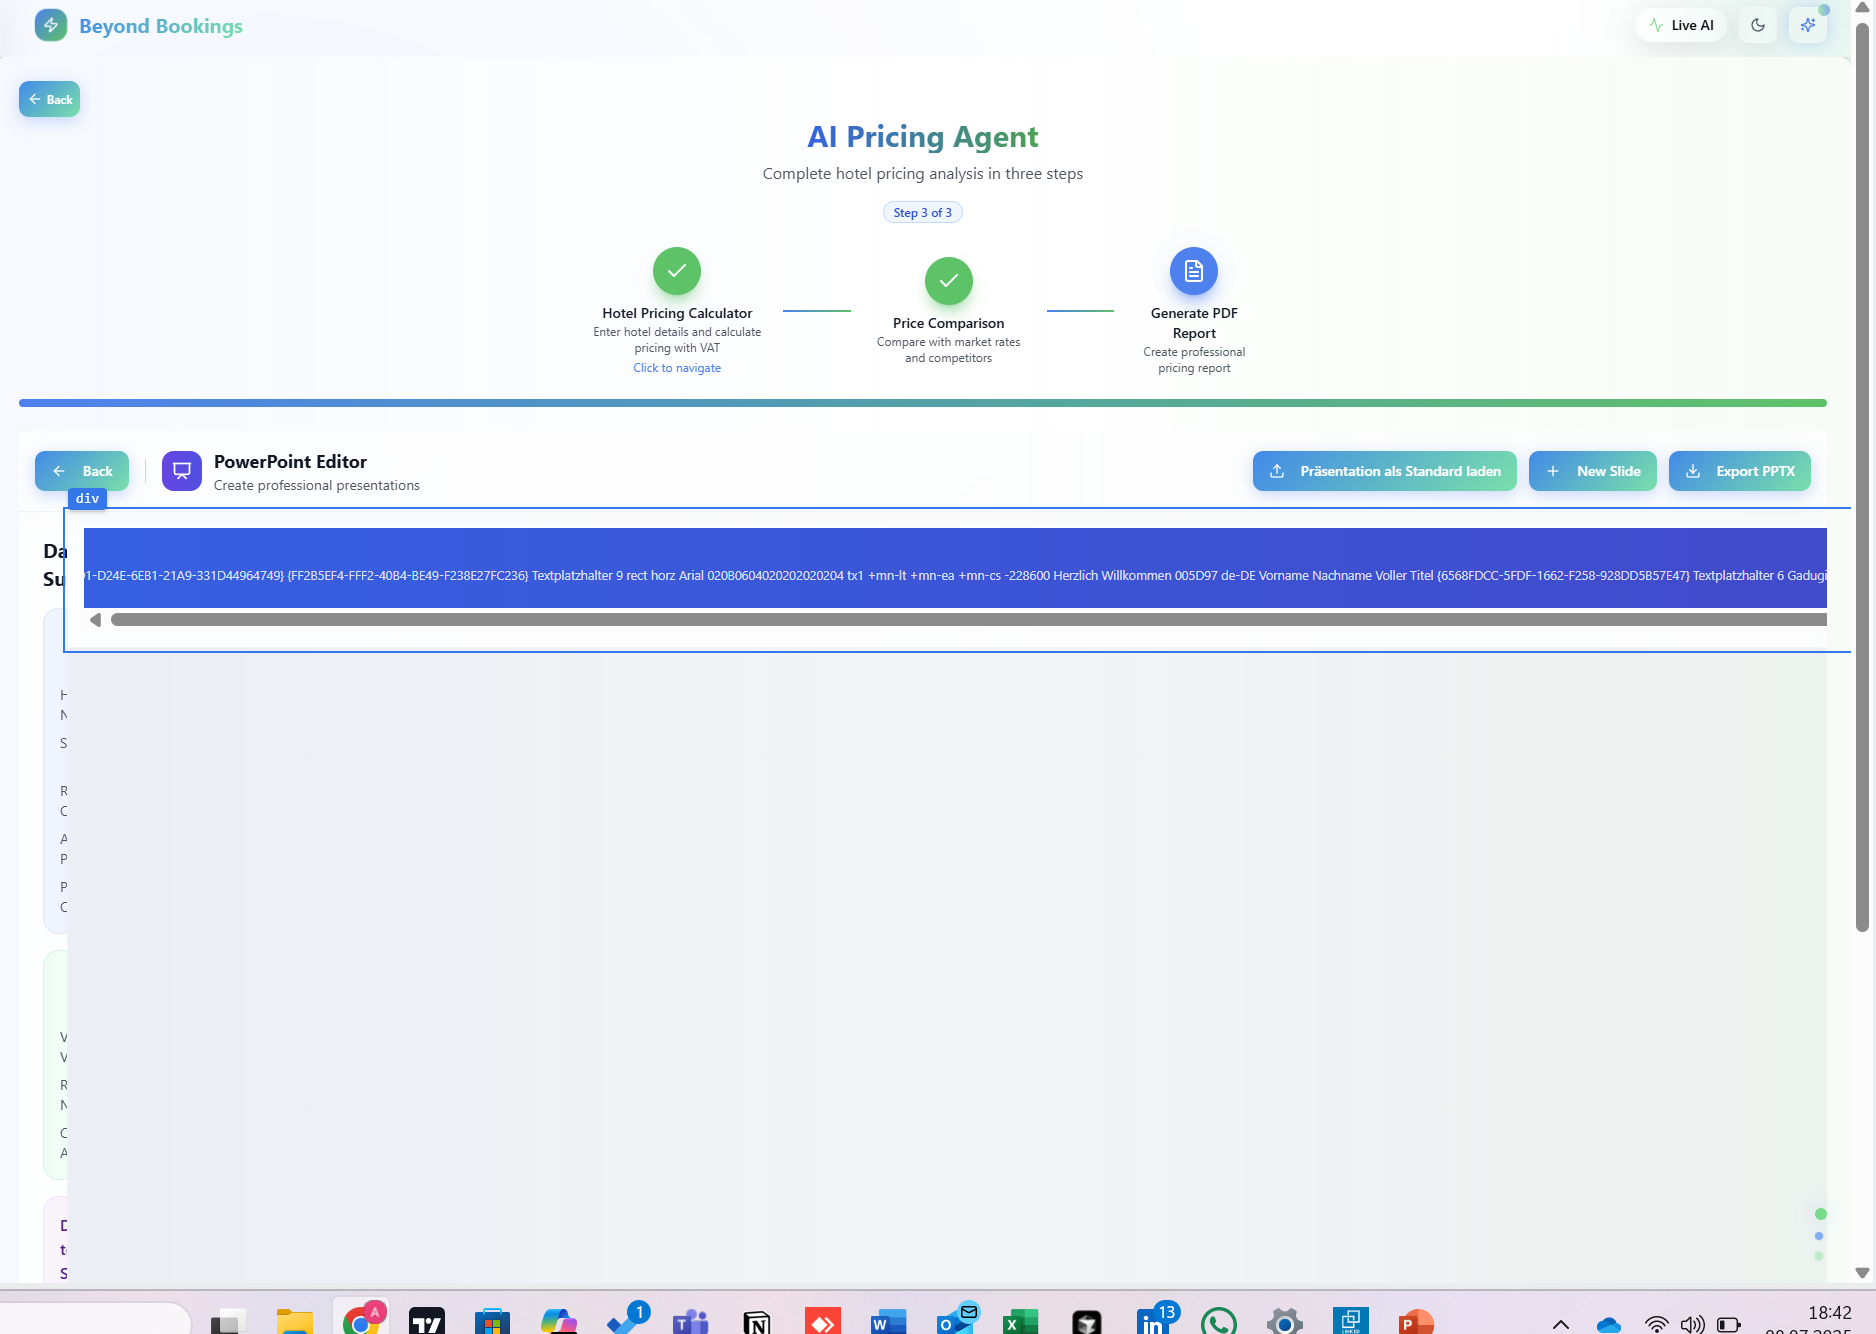 Beyond Bookings
Live AI
Back
AI Pricing Agent
Complete hotel pricing analysis in three steps
Step 3 of 3
Hotel Pricing Calculator
Enter hotel details and calculate
pricing with VAT
Click to navigate
Price Comparison
Compare with market rates
and competitors
Generate PDF
Report
Create professional
pricing report
Back
PowerPoint Editor
Create professional presentations
Präsentation als Standard laden
New Slide
Export PPTX
div
Da
Su
1-D24E-6EB1-21A9-331D44964749} {FF2B5EF4-FFF2-40B4-BE49-F238E27FC236} Textplatzhalter 9 rect horz Arial 020B0604020202020204 tx1 +mn-lt +mn-ea +mn-cs -228600 Herzlich Willkommen 005D97 de-DE Vorname Nachname Voller Titel {6568FDCC-5FDF-1662-F258-928DD5B57E47} Textplatzhalter 6 Gadugi
H
N
S
R
C
A
P
P
C
V
V
R
N
C
A
D
t
S
A
1
13
18:42